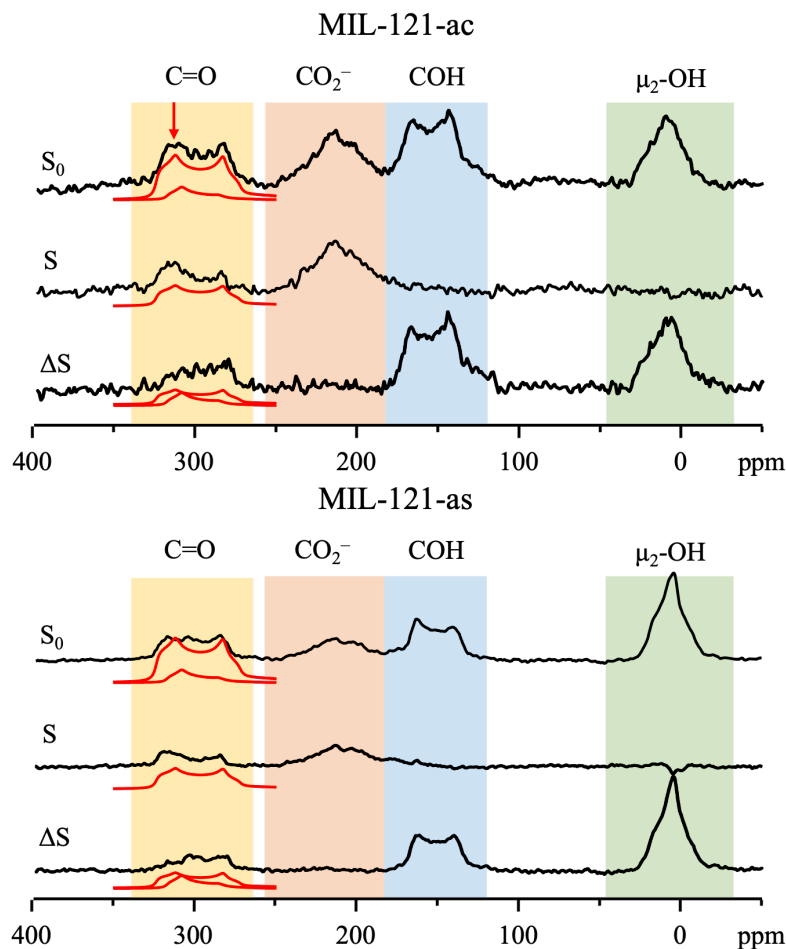 MIL-121-ac
C=O CO₂⁻ COH μ₂-OH
S₀
S
ΔS
400 300 200 100 0 ppm
MIL-121-as
C=O CO₂⁻ COH μ₂-OH
S₀
S
ΔS
400 300 200 100 0 ppm